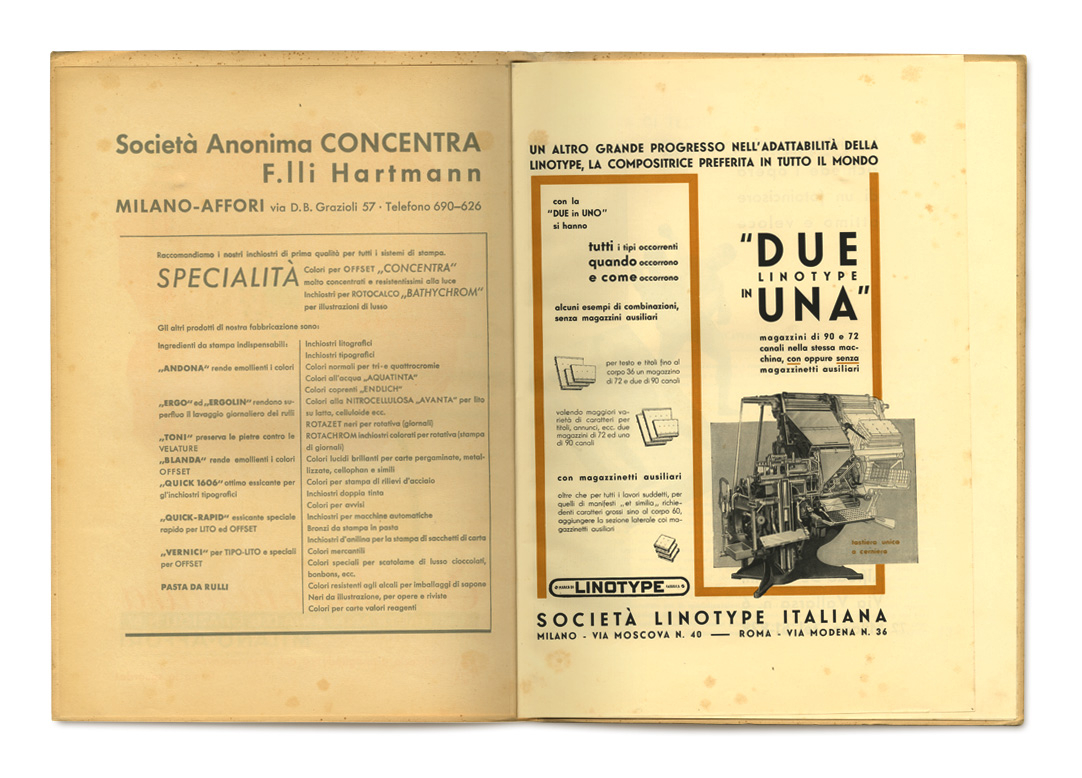 Società Anonima CONCENTRA
F.lli Hartmann
MILANO-AFFORI via D.B. Grazioli 57 · Telefono 690–626
Raccomandiamo i nostri inchiostri di prima qualità per tutti i sistemi di stampa.
SPECIALITÀ
Colori per OFFSET „CONCENTRA“
molto concentrati e resistentissimi alla luce
Inchiostri per ROTOCALCO „BATHYCHROM“
per illustrazioni di lusso
Gli altri prodotti di nostra fabbricazione sono:
Ingredienti da stampa indispensabili:
„ANDONA“ rende emollienti i colori
„ERGO“ ed „ERGOLIN“ rendono su-
perfluo il lavaggio giornaliero dei rulli
„TONI“ preserva le pietre contro le
VELATURE
„BLANDA“ rende emollienti i colori
OFFSET
„QUICK 1606“ ottimo essiccante per
gl'inchiostri tipografici
„QUICK-RAPID“ essicante speciale
rapido per LITO ed OFFSET
„VERNICI“ per TIPO-LITO e speciali
per OFFSET
PASTA DA RULLI
Inchiostri litografici
Inchiostri tipografici
Colori normali per tri- e quattrocromie
Colori all'acqua „AQUATINTA“
Colori coprenti „ENDLICH“
Colori alla NITROCELLULOSA „AVANTA“ per lito
su latta, celluloide ecc.
ROTAZET neri per rotativa (giornali)
ROTACHROM inchiostri colorati per rotativa (stampa
di giornali)
Colori lucidi brillanti per carte pergaminate, metal-
lizzate, cellophan e simili
Colori per stampa di rilievi d'acciaio
Inchiostri doppia tinta
Colori per avvisi
Inchiostri per macchine automatiche
Bronzi da stampa in pasta
Inchiostri d'anilina per la stampa di sacchetti di carta
Colori mercantili
Colori speciali per scatolame di lusso cioccolati,
bonbons, ecc.
Colori resistenti agli alcali per imballaggi di sapone
Neri da illustrazione, per opere e riviste
Colori per carte valori reagenti
UN ALTRO GRANDE PROGRESSO NELL'ADATTABILITÀ DELLA
LINOTYPE, LA COMPOSITRICE PREFERITA IN TUTTO IL MONDO
con la
"DUE in UNO"
si hanno
tutti i tipi occorrenti
quando occorrono
e come occorrono
alcuni esempi di combinazioni,
senza magazzini ausiliari
per testo e titoli fino al
corpo 36 un magazzino
di 72 e due di 90 canali
volendo maggiori va-
rietà di caratteri per
titoli, annunci, ecc. due
magazzini di 72 ed uno
di 90 canali
con magazzinetti ausiliari
oltre che per tutti i lavori suddetti, per
quelli di manifesti „et similia„ richie-
denti caratteri grossi sino al corpo 60,
aggiungere la sezione laterale coi ma-
gazzinetti ausiliari
MARCA DI LINOTYPE FABBRICA
"DUE
LINOTYPE
IN UNA"
magazzini di 90 e 72
canali nella stessa mac-
china, con oppure senza
magazzinetti ausiliari
tastiera unica
a cerniera
SOCIETÀ LINOTYPE ITALIANA
MILANO - VIA MOSCOVA N. 40 — ROMA - VIA MODENA N. 36